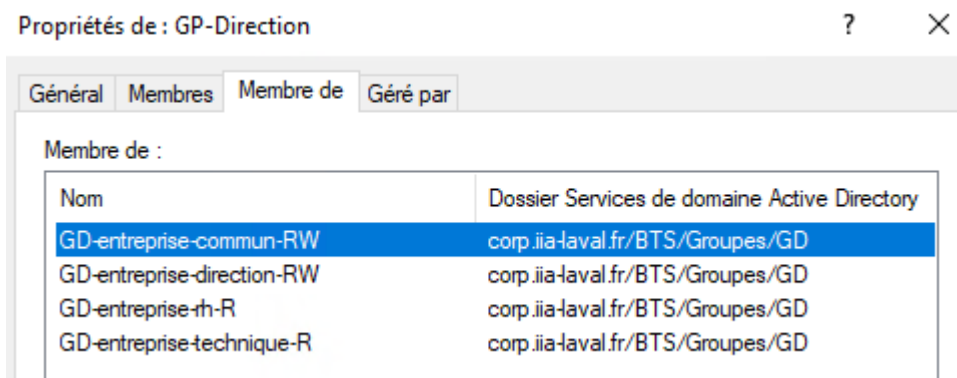 Propriétés de : GP-Direction ? ×
Général Membres Membre de Géré par
Membre de :
Nom Dossier Services de domaine Active Directory
GD-entreprise-commun-RW corp.iia-laval.fr/BTS/Groupes/GD
GD-entreprise-direction-RW corp.iia-laval.fr/BTS/Groupes/GD
GD-entreprise-rh-R corp.iia-laval.fr/BTS/Groupes/GD
GD-entreprise-technique-R corp.iia-laval.fr/BTS/Groupes/GD